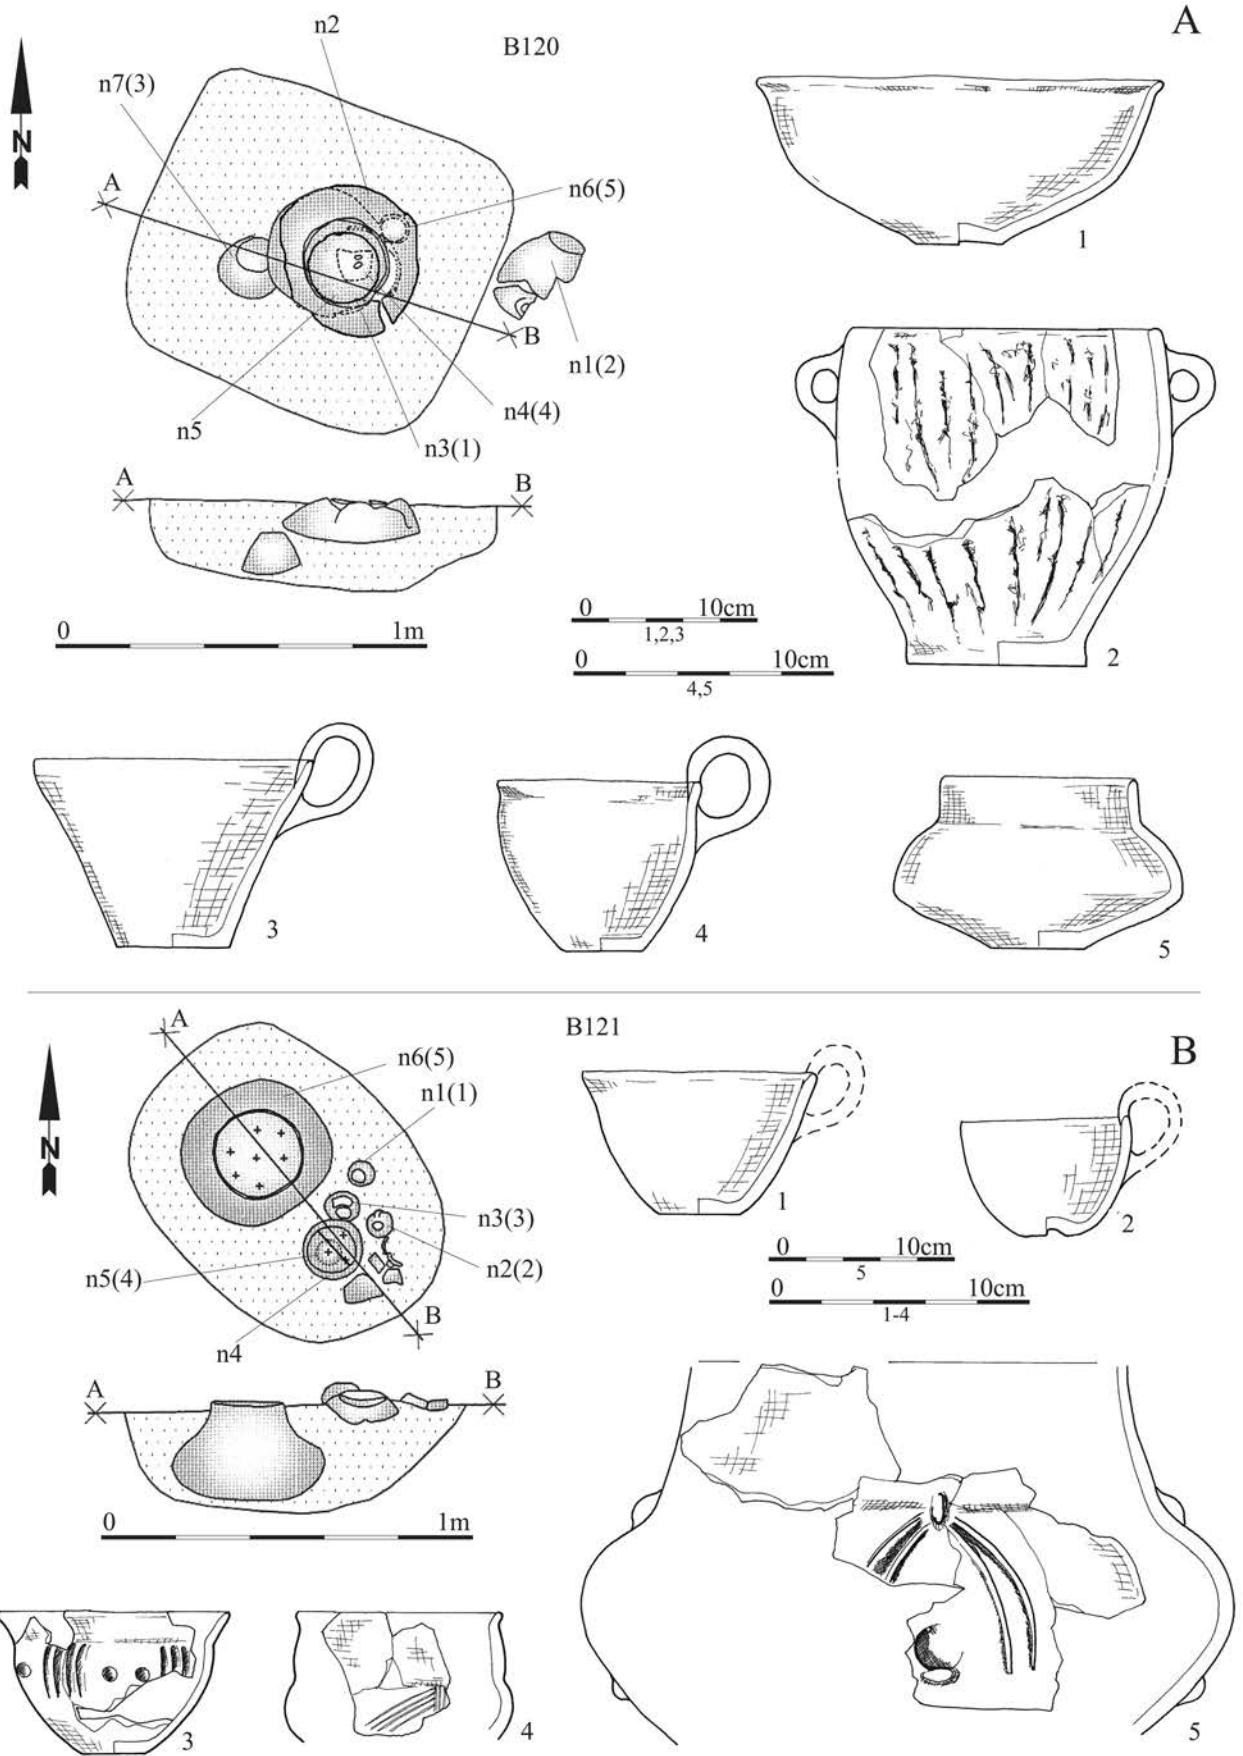 A
B120
n2
n7(3)
N
A
n6(5)
B
n1(2)
n5
n4(4)
n3(1)
1
A
B
0 1m
0 10cm
1,2,3
0 10cm
4,5
2
3
4
5
B121
B
A
n6(5)
n1(1)
N
n3(3)
n2(2)
n5(4)
B
n4
1
2
0 10cm
5
0 10cm
1-4
A
B
0 1m
3
4
5